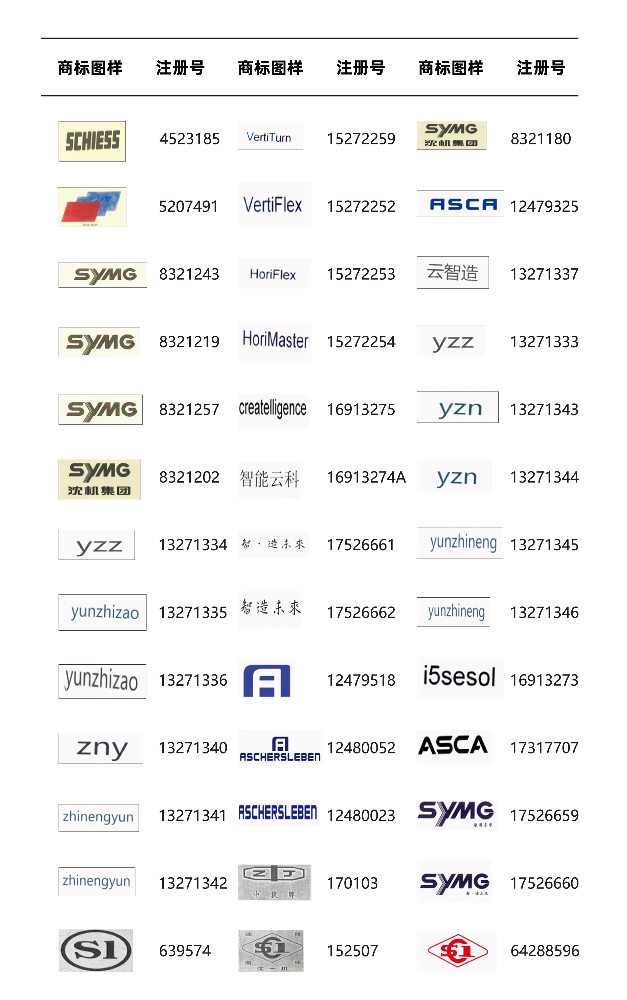 商标图样 注册号 商标图样 注册号 商标图样 注册号
SCHIESS 4523185 VertiTurn 15272259 SYMG 沈机集团 8321180
指定颜色 5207491 VertiFlex 15272252 ASCA 12479325
SYMG 8321243 HoriFlex 15272253 云智造 13271337
SYMG 8321219 HoriMaster 15272254 yzz 13271333
SYMG 8321257 createlligence 16913275 yzn 13271343
SYMG 沈机集团 8321202 智能云科 16913274A yzn 13271344
yzz 13271334 智·造未來 17526661 yunzhineng 13271345
yunzhizao 13271335 智造未來 17526662 yunzhineng 13271346
yunzhizao 13271336 A 12479518 i5sesol 16913273
zny 13271340 A ASCHERSLEBEN 12480052 ASCA 17317707
zhinengyun 13271341 ASCHERSLEBEN 12480023 SYMG 智造未來 17526659
zhinengyun 13271342 ZJ 中捷牌 170103 SYMG 智·造未來 17526660
S1 639574 注册 SC1 商标 沈一机 152507 SC1 64288596